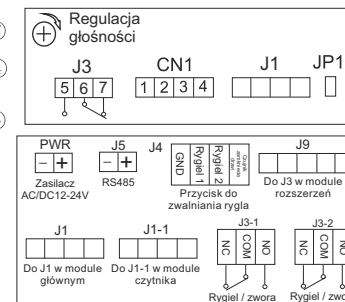 Regulacja
głośności
J3
CN1
J1
JP1
5 6 7
1 2 3 4
PWR
J5
J4
J9
- +
- +
GND
Rygiel 1
Rygiel 2
Zasilacz
AC/DC12-24V
RS485
Przycisk do
zwalniania rygla
Do J3 w module
rozszerzeń
J1
J1-1
J3-1
J3-2
NC
COM
NO
NC
COM
NO
Do J1 w module
głównym
Do J1-1 w module
czytnika
Rygiel / zwora
Rygiel / zwo